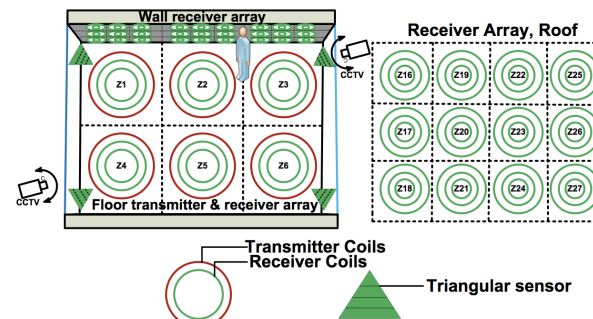 Wall receiver array
Receiver Array, Roof
CCTV
Z1 Z2 Z3
Z16 Z19 Z22 Z25
Z17 Z20 Z23 Z26
Z4 Z5 Z6
Z18 Z21 Z24 Z27
CCTV
Floor transmitter & receiver array
Transmitter Coils
Receiver Coils
Triangular sensor